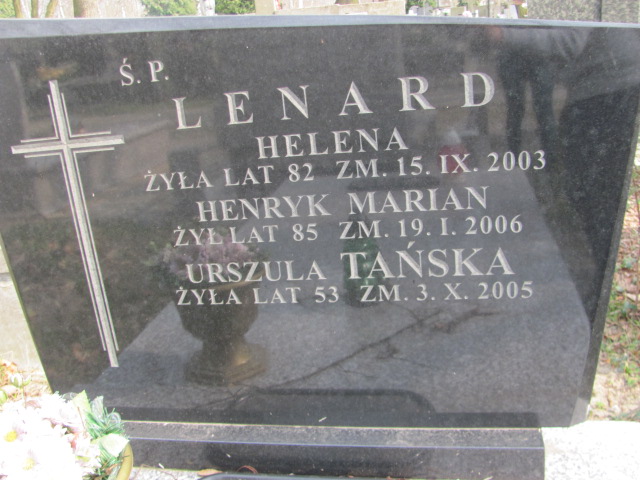 Ś. P.
LENARD
HELENA
ŻYŁA LAT 82 ZM. 15. IX. 2003
HENRYK MARIAN
ŻYŁ LAT 85 ZM. 19. I. 2006
URSZULA TAŃSKA
ŻYŁA LAT 53 ZM. 3. X. 2005